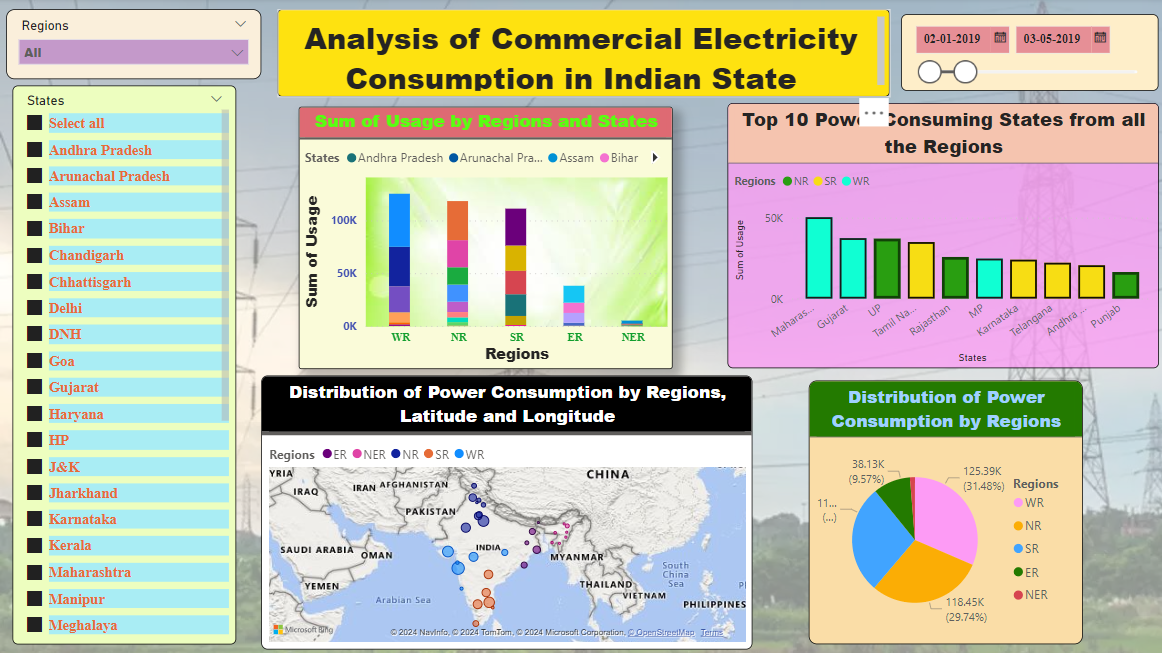 Regions
All
Analysis of Commercial Electricity
Consumption in Indian State
02-01-2019
03-05-2019
States
Select all
Andhra Pradesh
Arunachal Pradesh
Assam
Bihar
Chandigarh
Chhattisgarh
Delhi
DNH
Goa
Gujarat
Haryana
HP
J&K
Jharkhand
Karnataka
Kerala
Maharashtra
Manipur
Meghalaya
Sum of Usage by Regions and States
States Andhra Pradesh Arunachal Pra... Assam Bihar
Sum of Usage
100K
50K
0K
WR NR SR ER NER
Regions
Top 10 Powe ... Consuming States from all
the Regions
Regions NR SR WR
Sum of Usage
50K
0K
Maharas... Gujarat UP Tamil Na... Rajasthan MP Karnataka Telangana Andhra ... Punjab
States
Distribution of Power Consumption by Regions,
Latitude and Longitude
Regions ER NER NR SR WR
SYRIA
IRAQ
IRAN
AFGHANISTAN
CHINA
PAKISTAN
SAUDI ARABIA
OMAN
INDIA
MYANMAR
YEMEN
Arabian Sea
THAILAND
VIETNAM
South
China
Sea
PHILIPPINES
Microsoft Bing
© 2024 NavInfo, © 2024 TomTom, © 2024 Microsoft Corporation, © OpenStreetMap Terms
Distribution of Power
Consumption by Regions
38.13K
(9.57%)
125.39K
(31.48%)
11...
(...)
118.45K
(29.74%)
Regions
WR
NR
SR
ER
NER